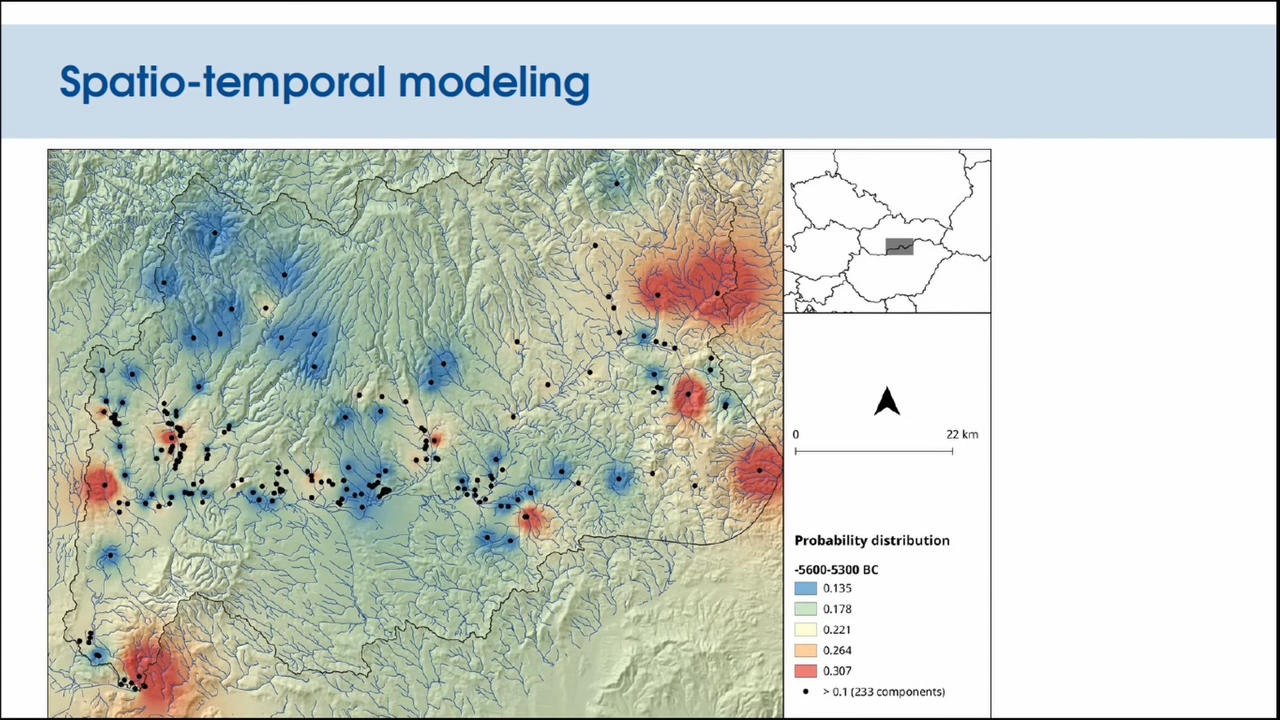 Spatio-temporal modeling
0 22 km
Probability distribution
-5600-5300 BC
0.135
0.178
0.221
0.264
0.307
> 0.1 (233 components)